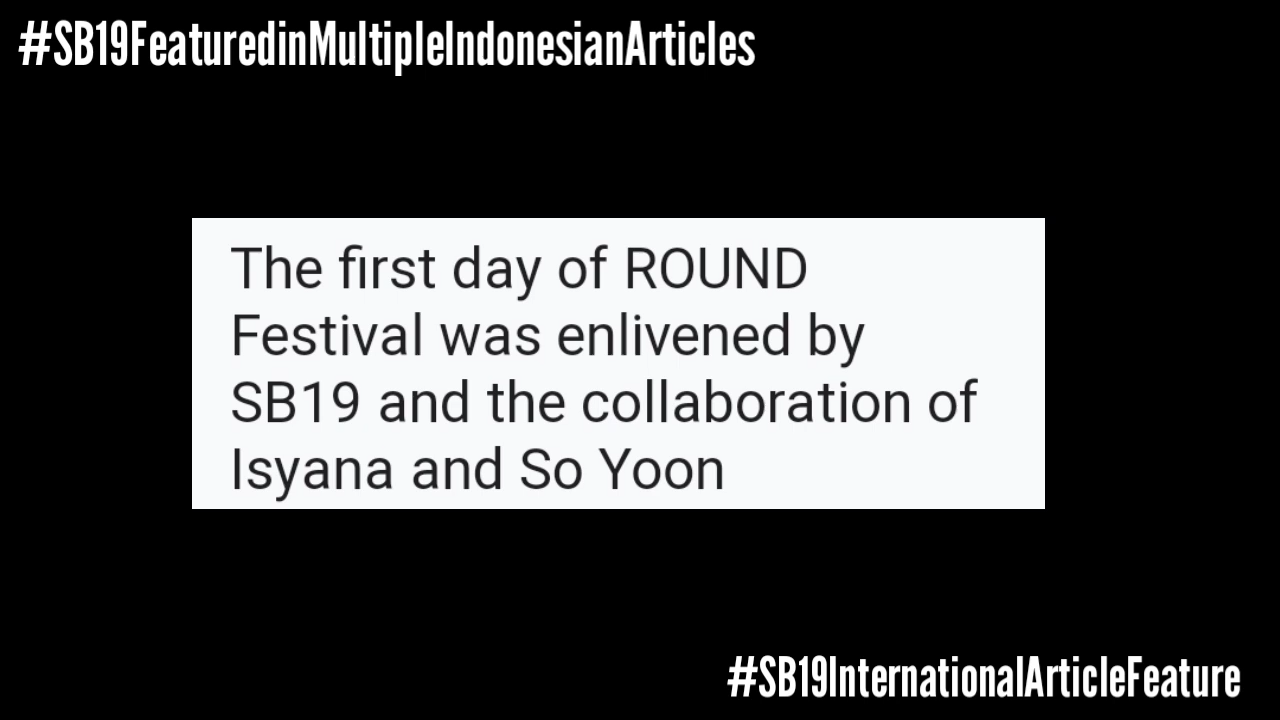 #SB19FeaturedinMultipleIndonesianArticles
The first day of ROUND
Festival was enlivened by
SB19 and the collaboration of
Isyana and So Yoon
#SB19InternationalArticleFeature